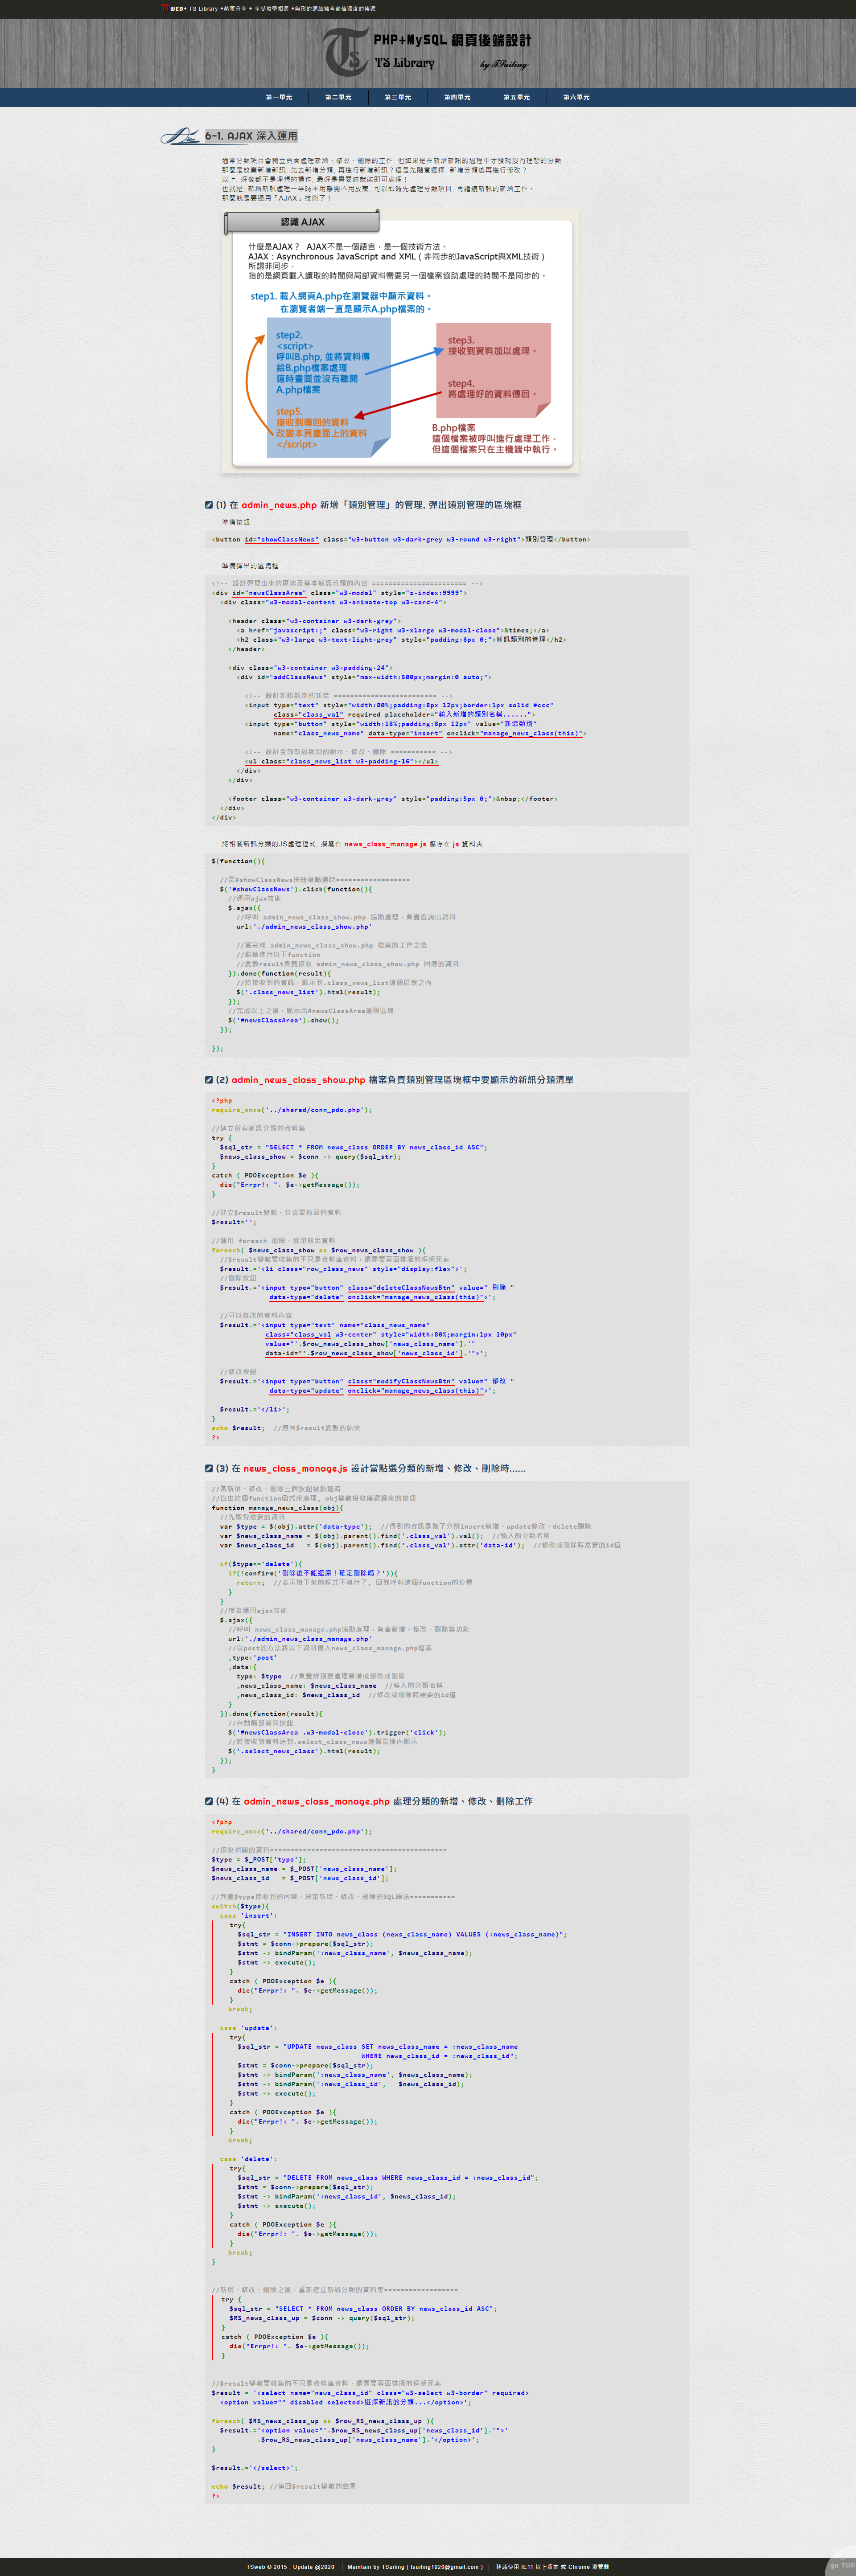 TS WEB✦ TS Library ✦熱衷分享 ✦ 享受教學相長 ✦無形的網絡擁有熱情溫度的傳遞
PHP+MySQL 網頁後端設計
TS Library
by TSuiling
第一單元 第二單元 第三單元 第四單元 第五單元 第六單元
6-1. AJAX 深入運用
通常分類項目會獨立頁面處理新增、修改、刪除的工作, 但如果是在新增新訊的過程中才發現沒有理想的分類......
那麼是放棄新增新訊, 先去新增分類, 再進行新增新訊？還是先隨意選擇, 新增分類後再進行修改？
以上, 好像都不是理想的操作, 最好是需要時就能即可處理！
也就是, 新增新訊處理一半時不用離開不用放棄, 可以即時先處理分類項目, 再繼續新訊的新增工作。
那麼就是要運用「AJAX」技術了！
認識 AJAX
什麼是AJAX？ AJAX不是一個語言，是一個技術方法。
AJAX：Asynchronous JavaScript and XML ( 非同步的JavaScript與XML技術 )
所謂非同步，
指的是網頁載入讀取的時間與局部資料需要另一個檔案協助處理的時間不是同步的。
step1. 載入網頁A.php在瀏覽器中顯示資料。
在瀏覽者端一直是顯示A.php檔案的。
step2.
<script>
呼叫B.php, 並將資料傳
給B.php檔案處理
這時畫面並沒有離開
A.php檔案
step5.
接收到傳回的資料
改變本頁畫面上的資料
</script>
step3.
接收到資料加以處理。
step4.
將處理好的資料傳回。
B.php檔案
這個檔案被呼叫進行處理工作，
但這個檔案只在主機端中執行。
(1) 在 admin_news.php 新增「類別管理」的管理, 彈出類別管理的區塊框
準備按鈕
<button id="showClassNews" class="w3-button w3-dark-grey w3-round w3-right">類別管理</button>
準備彈出的區塊框
<!-- 設計彈現出來的區塊及基本新訊分類的內容 ======================= -->
<div id="newsClassArea" class="w3-modal" style="z-index:9999">
<div class="w3-modal-content w3-animate-top w3-card-4">
<header class="w3-container w3-dark-grey">
<a href="javascript:;" class="w3-right w3-xlarge w3-modal-close">&times;</a>
<h2 class="w3-large w3-text-light-grey" style="padding:8px 0;">新訊類別的管理</h2>
</header>
<div class="w3-container w3-padding-24">
<div id="addClassNews" style="max-width:500px;margin:0 auto;">
<!-- 設計新訊類別的新增 ========================= -->
<input type="text" style="width:80%;padding:8px 12px;border:1px solid #ccc"
class="class_val" required placeholder="輸入新增的類別名稱......">
<input type="button" style="width:18%;padding:8px 12px" value="新增類別"
name="class_news_name" data-type="insert" onclick="manage_news_class(this)">
<!-- 設計全部新訊類別的顯示、修改、刪除 =========== -->
<ul class="class_news_list w3-padding-16"></ul>
</div>
</div>
<footer class="w3-container w3-dark-grey" style="padding:5px 0;">&nbsp;</footer>
</div>
</div>
將相關新訊分類的JS處理程式, 撰寫在 news_class_manage.js 儲存在 js 資料夾
$(function(){
//當#showClassNews按鈕被點選時==================
$('#showClassNews').click(function(){
//運用ajax技術
$.ajax({
//呼叫 admin_news_class_show.php 協助處理，負責查詢出資料
url:'./admin_news_class_show.php'
//當完成 admin_news_class_show.php 檔案的工作之後
//繼續進行以下function
//變數result負責接收 admin_news_class_show.php 回傳的資料
}).done(function(result){
//將接收到的資訊，顯示到.class_news_list這個區塊之內
$('.class_news_list').html(result);
});
//完成以上之後，顯示出#newsClassArea這個區塊
$('#newsClassArea').show();
});
});
(2) admin_news_class_show.php 檔案負責類別管理區塊框中要顯示的新訊分類清單
<?php
require_once('../shared/conn_pdo.php');
//建立所有新訊分類的資料集
try {
$sql_str = "SELECT * FROM news_class ORDER BY news_class_id ASC";
$news_class_show = $conn -> query($sql_str);
}
catch ( PDOException $e ){
die("Errpr!: ". $e->getMessage());
}
//建立$result變數，負責要傳回的資料
$result='';
//運用 foreach 迴圈，逐筆取出資料
foreach( $news_class_show as $row_news_class_show ){
//$result變數要收集的不只是資料庫資料，還需要頁面排版的框架元素
$result.='<li class="row_class_news" style="display:flex">';
//刪除按鈕
$result.='<input type="button" class="deleteClassNewsBtn" value=" 刪除 "
data-type="delete" onclick="manage_news_class(this)">';
//可以修改的資料內容
$result.='<input type="text" name="class_news_name"
class="class_val w3-center" style="width:80%;margin:1px 10px"
value="'.$row_news_class_show['news_class_name'].'"
data-id="'.$row_news_class_show['news_class_id'].'">';
//修改按鈕
$result.='<input type="button" class="modifyClassNewsBtn" value=" 修改 "
data-type="update" onclick="manage_news_class(this)">';
$result.='</li>';
}
echo $result; //傳回$result變數的結果
?>
(3) 在 news_class_manage.js 設計當點選分類的新增、修改、刪除時......
//當新增、修改、刪除三個按鈕被點選時
//皆由這個function函式來處理, obj變數接收傳遞過來的按鈕
function manage_news_class(obj){
//先取得需要的資料
var $type = $(obj).attr('data-type'); //得到的資訊是為了分辨insert新增、update修改、delete刪除
var $news_class_name = $(obj).parent().find('.class_val').val(); //輸入的分類名稱
var $news_class_id = $(obj).parent().find('.class_val').attr('data-id'); //修改或刪除時需要的id值
if($type=='delete'){
if(!confirm('刪除後不能還原！確定刪除嗎？')){
return; //表示接下來的程式不執行了, 回到呼叫這個function的位置
}
}
//接著運用ajax技術
$.ajax({
//呼叫 news_class_manage.php協助處理，負責新增、修改、刪除等功能
url:'./admin_news_class_manage.php'
//以post的方法將以下資料傳入news_class_manage.php檔案
,type:'post'
,data:{
type: $type //負責辨別要處理新增或修改或刪除
,news_class_name: $news_class_name //輸入的分類名稱
,news_class_id: $news_class_id //修改或刪除時需要的id值
}
}).done(function(result){
//自動觸發關閉按鈕
$('#newsClassArea .w3-modal-close').trigger('click');
//將接收到資料送到.select_class_news這個區塊內顯示
$('.select_news_class').html(result);
});
}
(4) 在 admin_news_class_manage.php 處理分類的新增、修改、刪除工作
<?php
require_once('../shared/conn_pdo.php');
//接收相關的資料===========================================
$type = $_POST['type'];
$news_class_name = $_POST['news_class_name'];
$news_class_id = $_POST['news_class_id'];
//判斷$type接收到的內容，決定新增、修改、刪除的SQL語法===========
switch($type){
case 'insert':
try{
$sql_str = "INSERT INTO news_class (news_class_name) VALUES (:news_class_name)";
$stmt = $conn->prepare($sql_str);
$stmt -> bindParam(':news_class_name', $news_class_name);
$stmt -> execute();
}
catch ( PDOException $e ){
die("Errpr!: ". $e->getMessage());
}
break;
case 'update':
try{
$sql_str = "UPDATE news_class SET news_class_name = :news_class_name
WHERE news_class_id = :news_class_id";
$stmt = $conn->prepare($sql_str);
$stmt -> bindParam(':news_class_name', $news_class_name);
$stmt -> bindParam(':news_class_id', $news_class_id);
$stmt -> execute();
}
catch ( PDOException $e ){
die("Errpr!: ". $e->getMessage());
}
break;
case 'delete':
try{
$sql_str = "DELETE FROM news_class WHERE news_class_id = :news_class_id";
$stmt = $conn->prepare($sql_str);
$stmt -> bindParam(':news_class_id', $news_class_id);
$stmt -> execute();
}
catch ( PDOException $e ){
die("Errpr!: ". $e->getMessage());
}
break;
}
//新增、修改、刪除之後，重新建立新訊分類的資料集==================
try {
$sql_str = "SELECT * FROM news_class ORDER BY news_class_id ASC";
$RS_news_class_up = $conn -> query($sql_str);
}
catch ( PDOException $e ){
die("Errpr!: ". $e->getMessage());
}
//$result變數要收集的不只是資料庫資料，還需要頁面排版的框架元素
$result = '<select name="news_class_id" class="w3-select w3-border" required>
<option value="" disabled selected>選擇新訊的分類...</option>';
foreach( $RS_news_class_up as $row_RS_news_class_up ){
$result.='<option value="'.$row_RS_news_class_up['news_class_id'].'">'
.$row_RS_news_class_up['news_class_name'].'</option>';
}
$result.='</select>';
echo $result; //傳回$result變數的結果
?>
TSweb © 2015 , Update @2020 | Maintain by TSuiling ( tsuiling1020@gmail.com ) | 建議使用 IE11 以上版本 或 Chrome 瀏覽器
go TOP